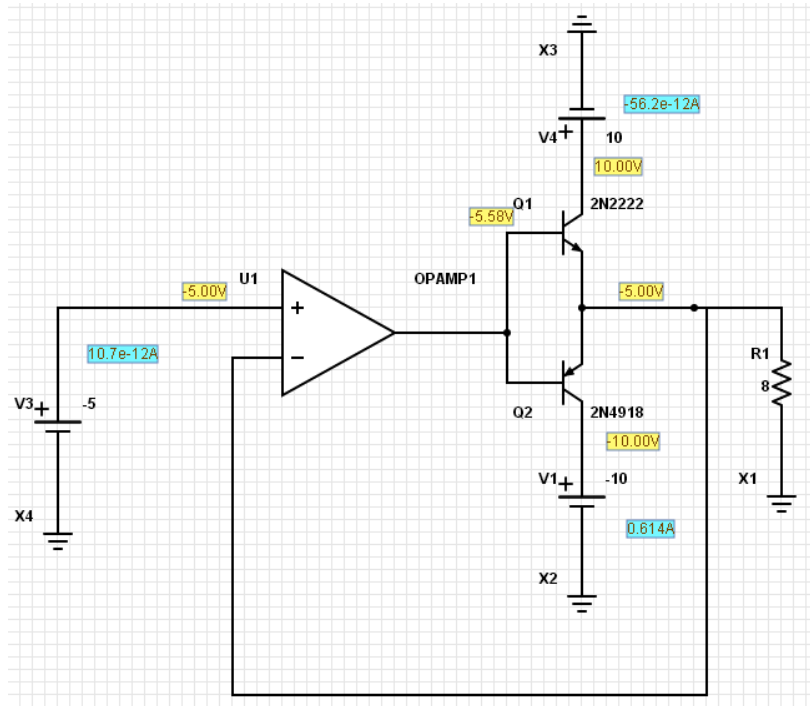 X3
-56.2e-12A
V4 + 10
10.00V
Q1 2N2222
-5.58V
U1 OPAMP1
-5.00V
-5.00V
+
10.7e-12A
−
R1
8
V3 + -5
Q2 2N4918
-10.00V
V1 + -10
X1
X4
0.614A
X2